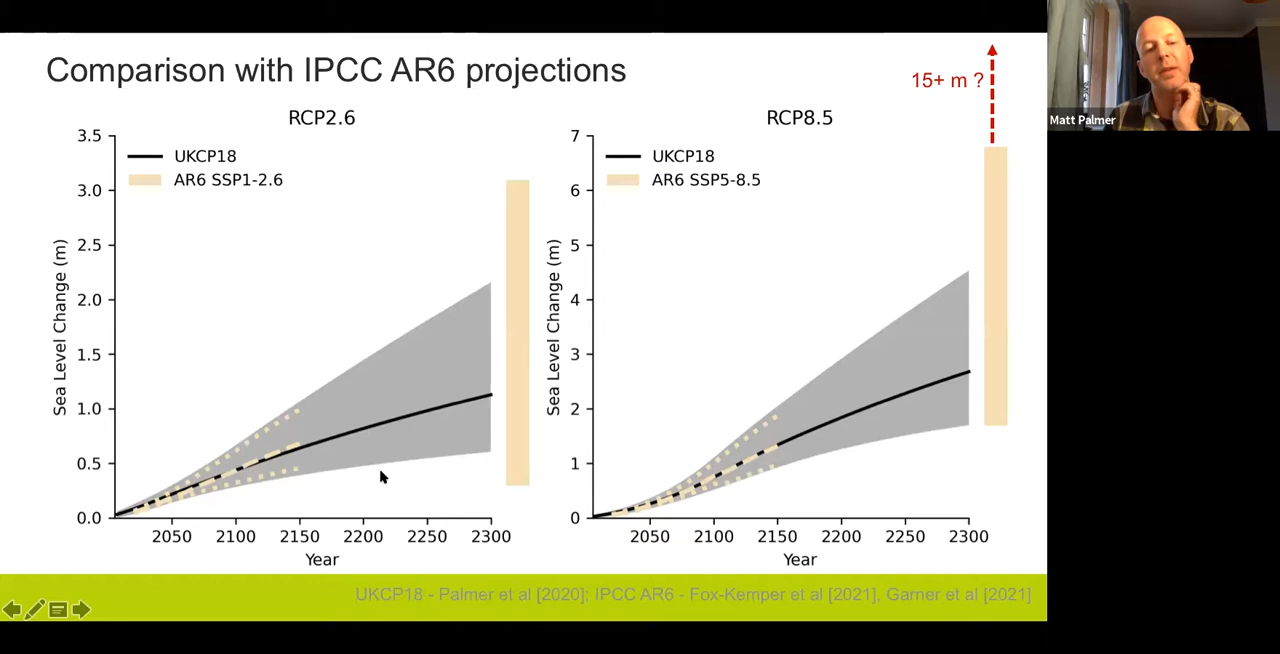 Comparison with IPCC AR6 projections
15+ m ?
Matt Palmer
RCP2.6
UKCP18
AR6 SSP1-2.6
3.5
3.0
2.5
2.0
1.5
1.0
0.5
0.0
Sea Level Change (m)
2050 2100 2150 2200 2250 2300
Year
RCP8.5
UKCP18
AR6 SSP5-8.5
7
6
5
4
3
2
1
0
Sea Level Change (m)
2050 2100 2150 2200 2250 2300
Year
UKCP18 - Palmer et al [2020]; IPCC AR6 - Fox-Kemper et al [2021], Garner et al [2021]